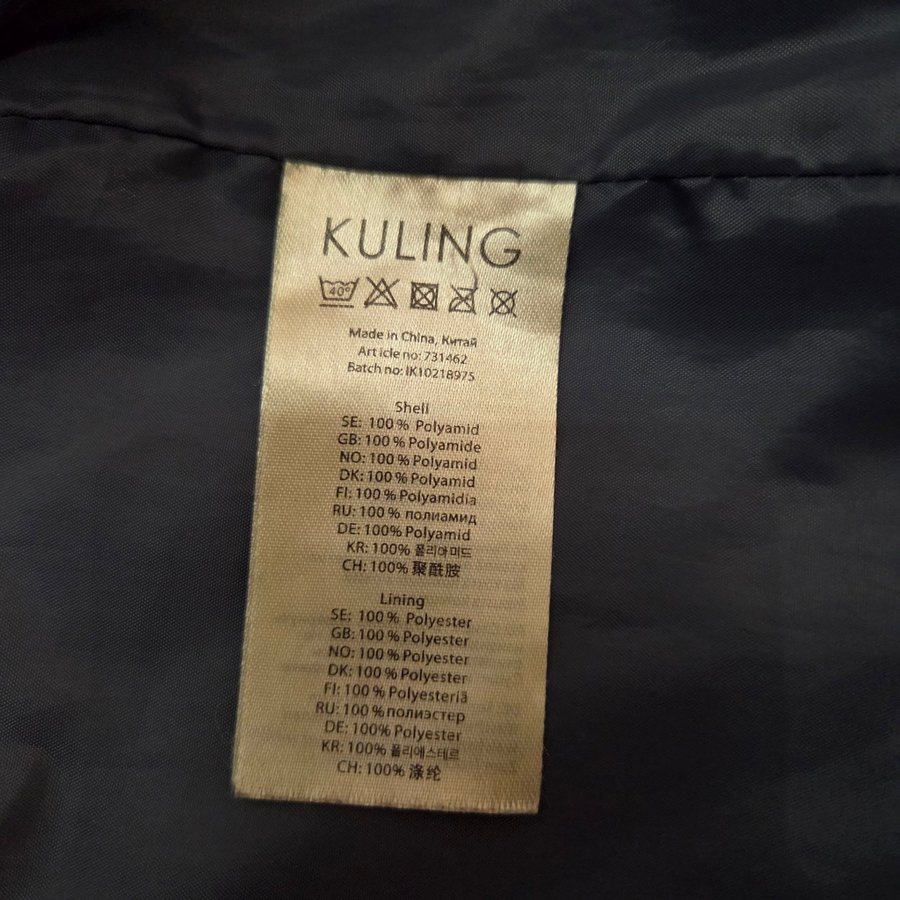 KULING
40°
Made in China, Китай
Article no: 731462
Batch no: IK10218975
Shell
SE: 100 % Polyamid
GB: 100 % Polyamide
NO: 100 % Polyamid
DK: 100 % Polyamid
FI: 100 % Polyamidia
RU: 100 % полиамид
DE: 100% Polyamid
KR: 100% 폴리아미드
CH: 100% 聚酰胺
Lining
SE: 100 % Polyester
GB: 100 % Polyester
NO: 100 % Polyester
DK: 100 % Polyester
FI: 100 % Polyesteriä
RU: 100 % полиэстер
DE: 100% Polyester
KR: 100% 폴리에스테르
CH: 100% 涤纶